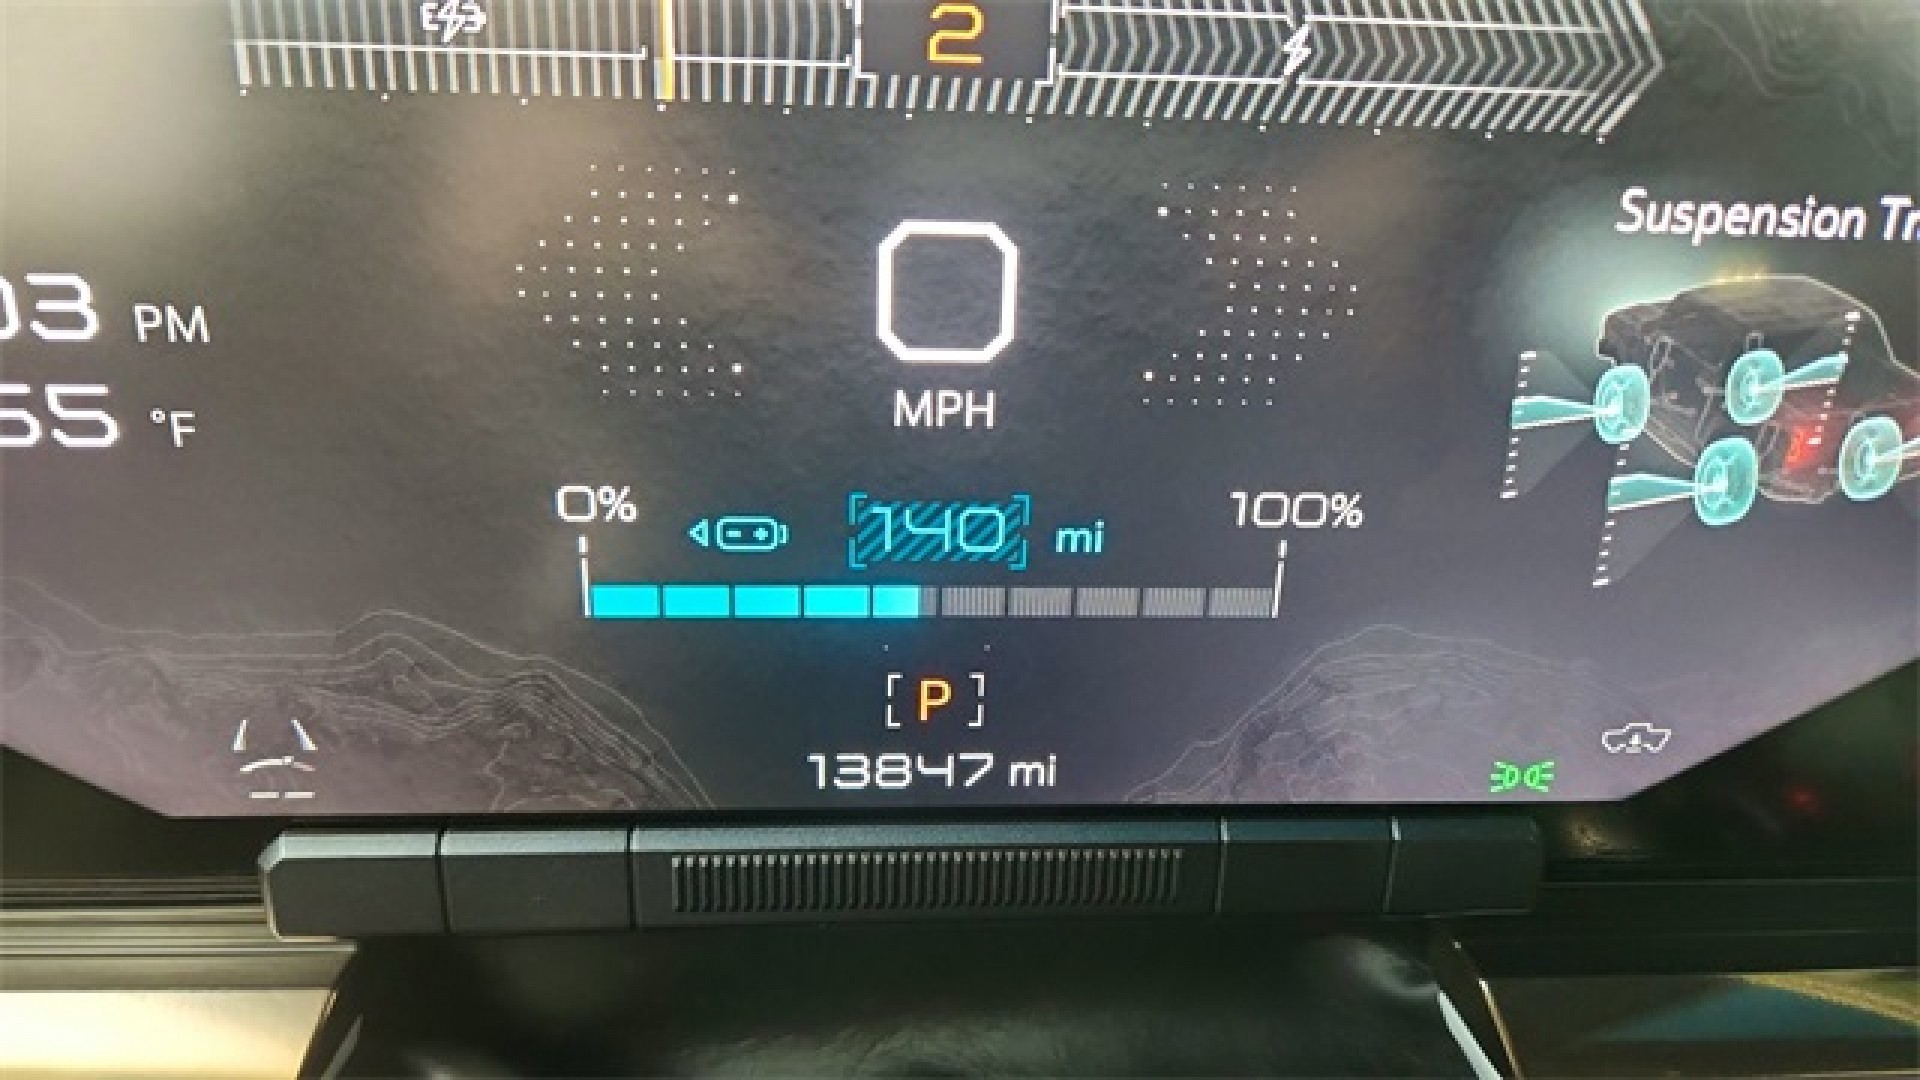 2
Suspension
0
MPH
03 PM
55 °F
0%
140 mi
100%
[ P ]
13847 mi